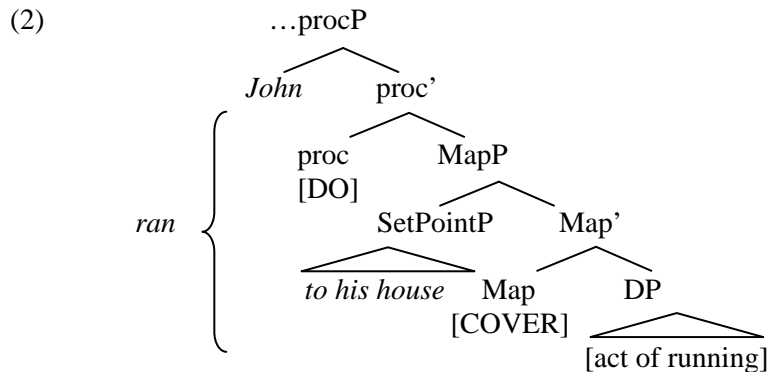 (2) …procP
John proc’
proc MapP
[DO]
ran SetPointP Map’
to his house Map DP
[COVER]
[act of running]